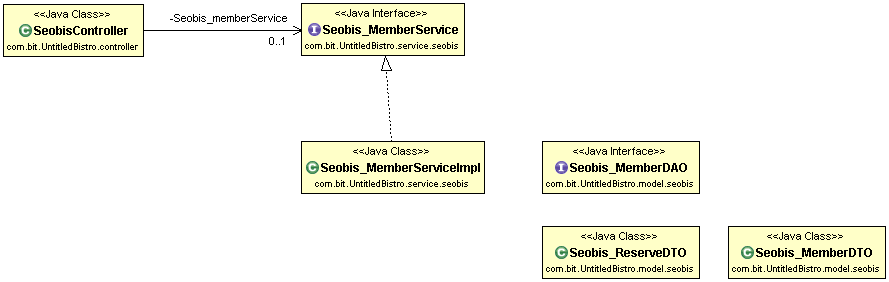 <<Java Class>>
SeobisController
com.bit.UntitledBistro.controller
-Seobis_memberService
0..1
<<Java Interface>>
Seobis_MemberService
com.bit.UntitledBistro.service.seobis
<<Java Class>>
Seobis_MemberServiceImpl
com.bit.UntitledBistro.service.seobis
<<Java Interface>>
Seobis_MemberDAO
com.bit.UntitledBistro.model.seobis
<<Java Class>>
Seobis_ReserveDTO
com.bit.UntitledBistro.model.seobis
<<Java Class>>
Seobis_MemberDTO
com.bit.UntitledBistro.model.seobis